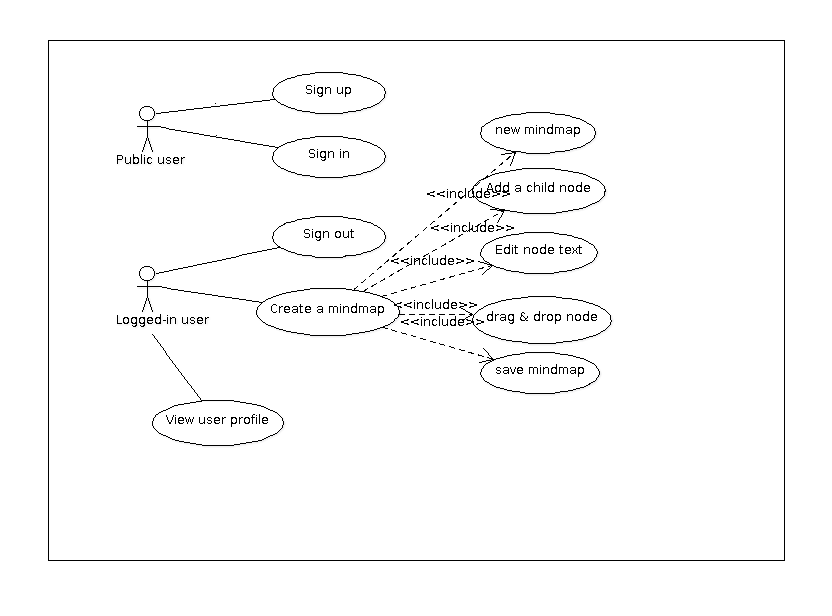 Sign up
new mindmap
Sign in
Public user
Add a child node
<<include>>
<<include>>
Sign out
Edit node text
<<include>>
<<include>>
Create a mindmap
drag & drop node
Logged-in user
<<include>>
save mindmap
View user profile